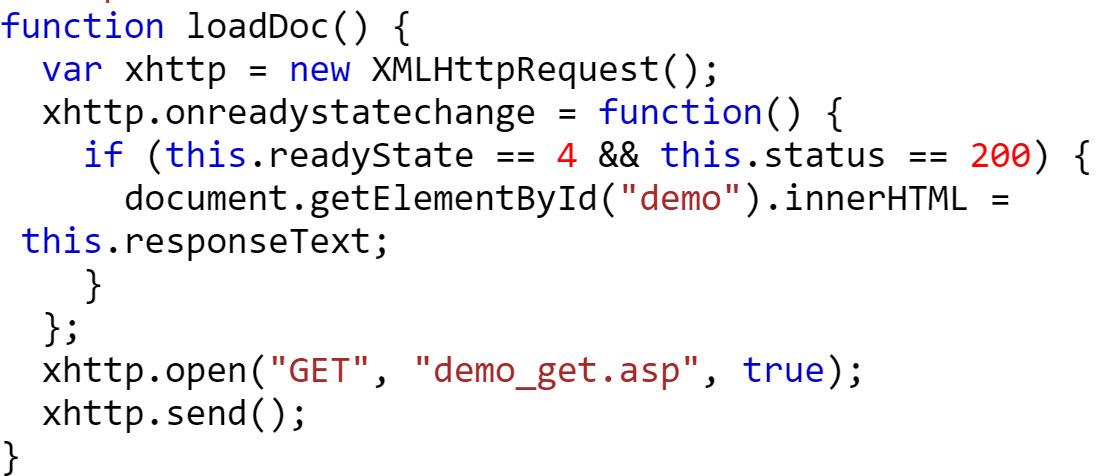 function loadDoc() {
  var xhttp = new XMLHttpRequest();
  xhttp.onreadystatechange = function() {
    if (this.readyState == 4 && this.status == 200) {
      document.getElementById("demo").innerHTML =
 this.responseText;
    }
  };
  xhttp.open("GET", "demo_get.asp", true);
  xhttp.send();
}